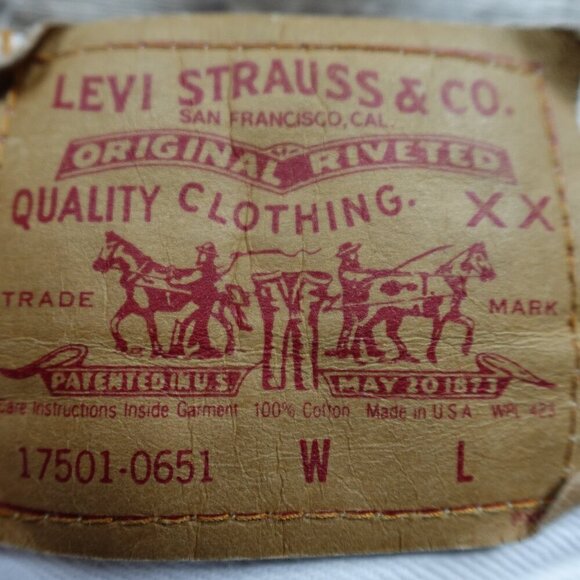 LEVI STRAUSS & CO.
SAN FRANCISCO, CAL.
ORIGINAL RIVETED
QUALITY CLOTHING. XX
TRADE MARK
PATENTED IN U.S. MAY 20 1873
Care Instructions Inside Garment 100% Cotton Made in U S A WPL 423
17501-0651 W L